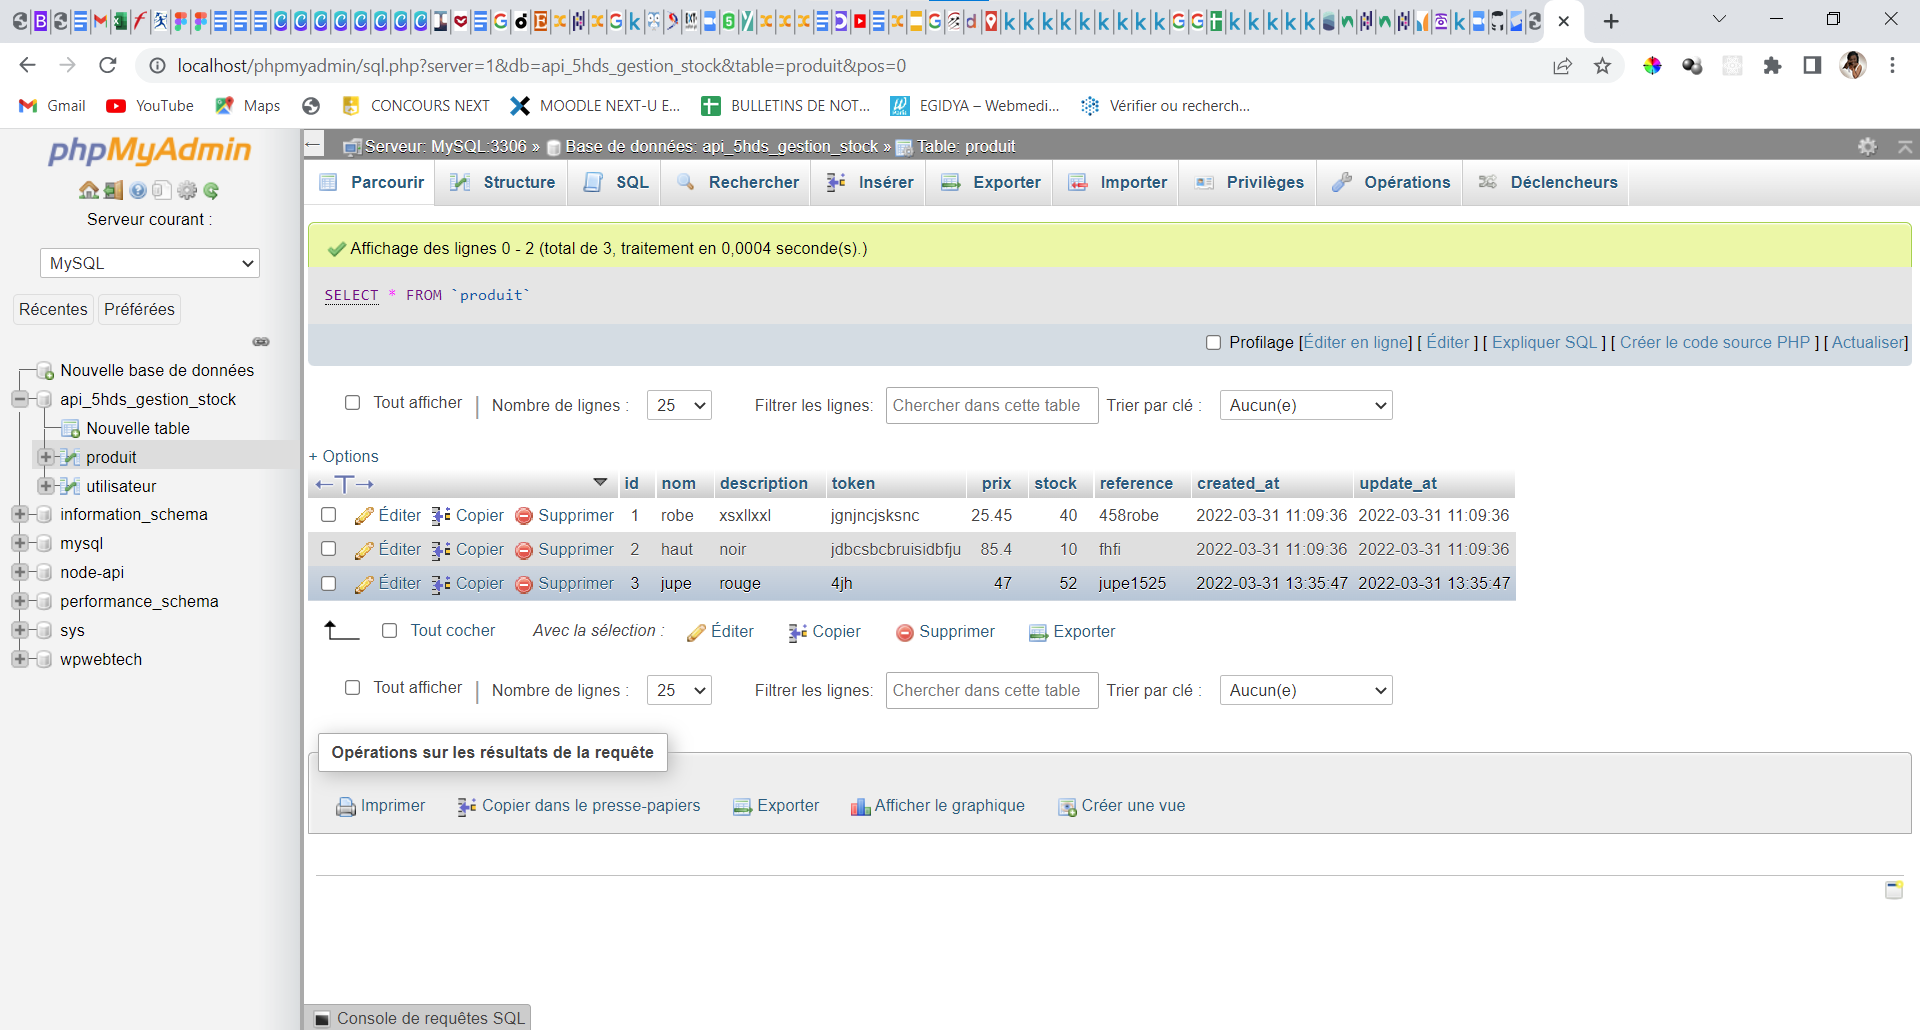 localhost/phpmyadmin/sql.php?server=1&db=api_5hds_gestion_stock&table=produit&pos=0
Gmail YouTube Maps CONCOURS NEXT MOODLE NEXT-U E... BULLETINS DE NOT... EGIDYA – Webmedi... Vérifier ou recherch...
phpMyAdmin
Serveur courant :
MySQL
Récentes Préférées
Nouvelle base de données
api_5hds_gestion_stock
Nouvelle table
produit
utilisateur
information_schema
mysql
node-api
performance_schema
sys
wpwebtech
Serveur: MySQL:3306 » Base de données: api_5hds_gestion_stock » Table: produit
Parcourir Structure SQL Rechercher Insérer Exporter Importer Privilèges Opérations Déclencheurs
Affichage des lignes 0 - 2 (total de 3, traitement en 0,0004 seconde(s).)
SELECT * FROM `produit`
Profilage [Éditer en ligne] [ Éditer ] [ Expliquer SQL ] [ Créer le code source PHP ] [ Actualiser]
Tout afficher | Nombre de lignes : 25 Filtrer les lignes: Chercher dans cette table Trier par clé : Aucun(e)
+ Options
←T→ id nom description token prix stock reference created_at update_at
Éditer Copier Supprimer 1 robe xsxllxxl jgnjncjsksnc 25.45 40 458robe 2022-03-31 11:09:36 2022-03-31 11:09:36
Éditer Copier Supprimer 2 haut noir jdbcsbcbruisidbfju 85.4 10 fhfi 2022-03-31 11:09:36 2022-03-31 11:09:36
Éditer Copier Supprimer 3 jupe rouge 4jh 47 52 jupe1525 2022-03-31 13:35:47 2022-03-31 13:35:47
Tout cocher Avec la sélection : Éditer Copier Supprimer Exporter
Tout afficher | Nombre de lignes : 25 Filtrer les lignes: Chercher dans cette table Trier par clé : Aucun(e)
Opérations sur les résultats de la requête
Imprimer Copier dans le presse-papiers Exporter Afficher le graphique Créer une vue
Console de requêtes SQL